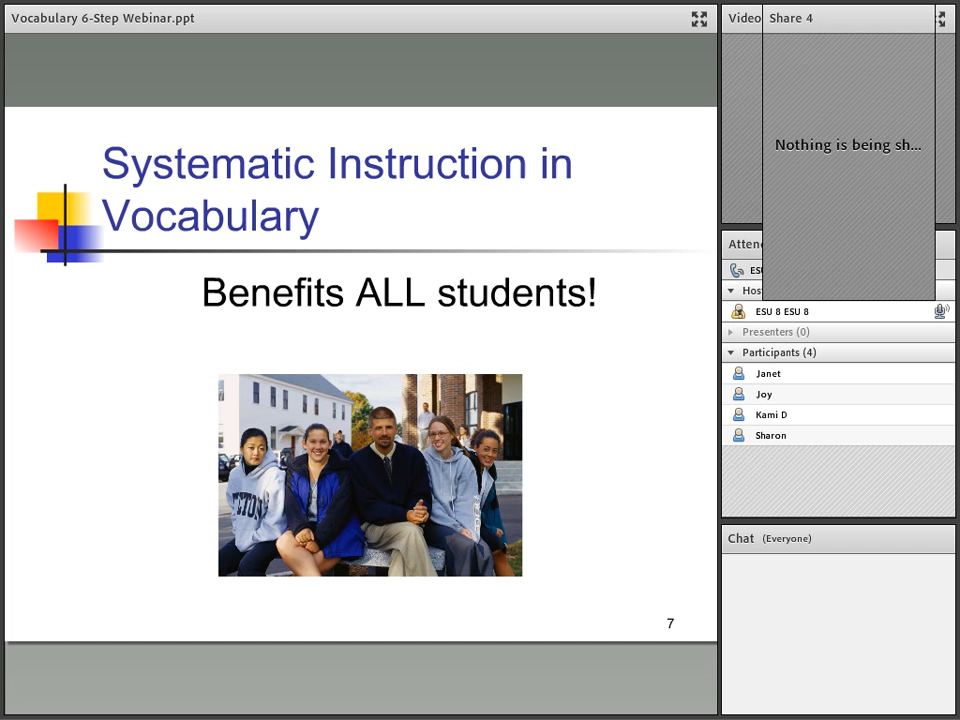 Vocabulary 6-Step Webinar.ppt
Systematic Instruction in
Vocabulary
Benefits ALL students!
7
Video
Share 4
Nothing is being sh...
Atten
ESU
Hos
ESU 8 ESU 8
Presenters (0)
Participants (4)
Janet
Joy
Kami D
Sharon
Chat (Everyone)